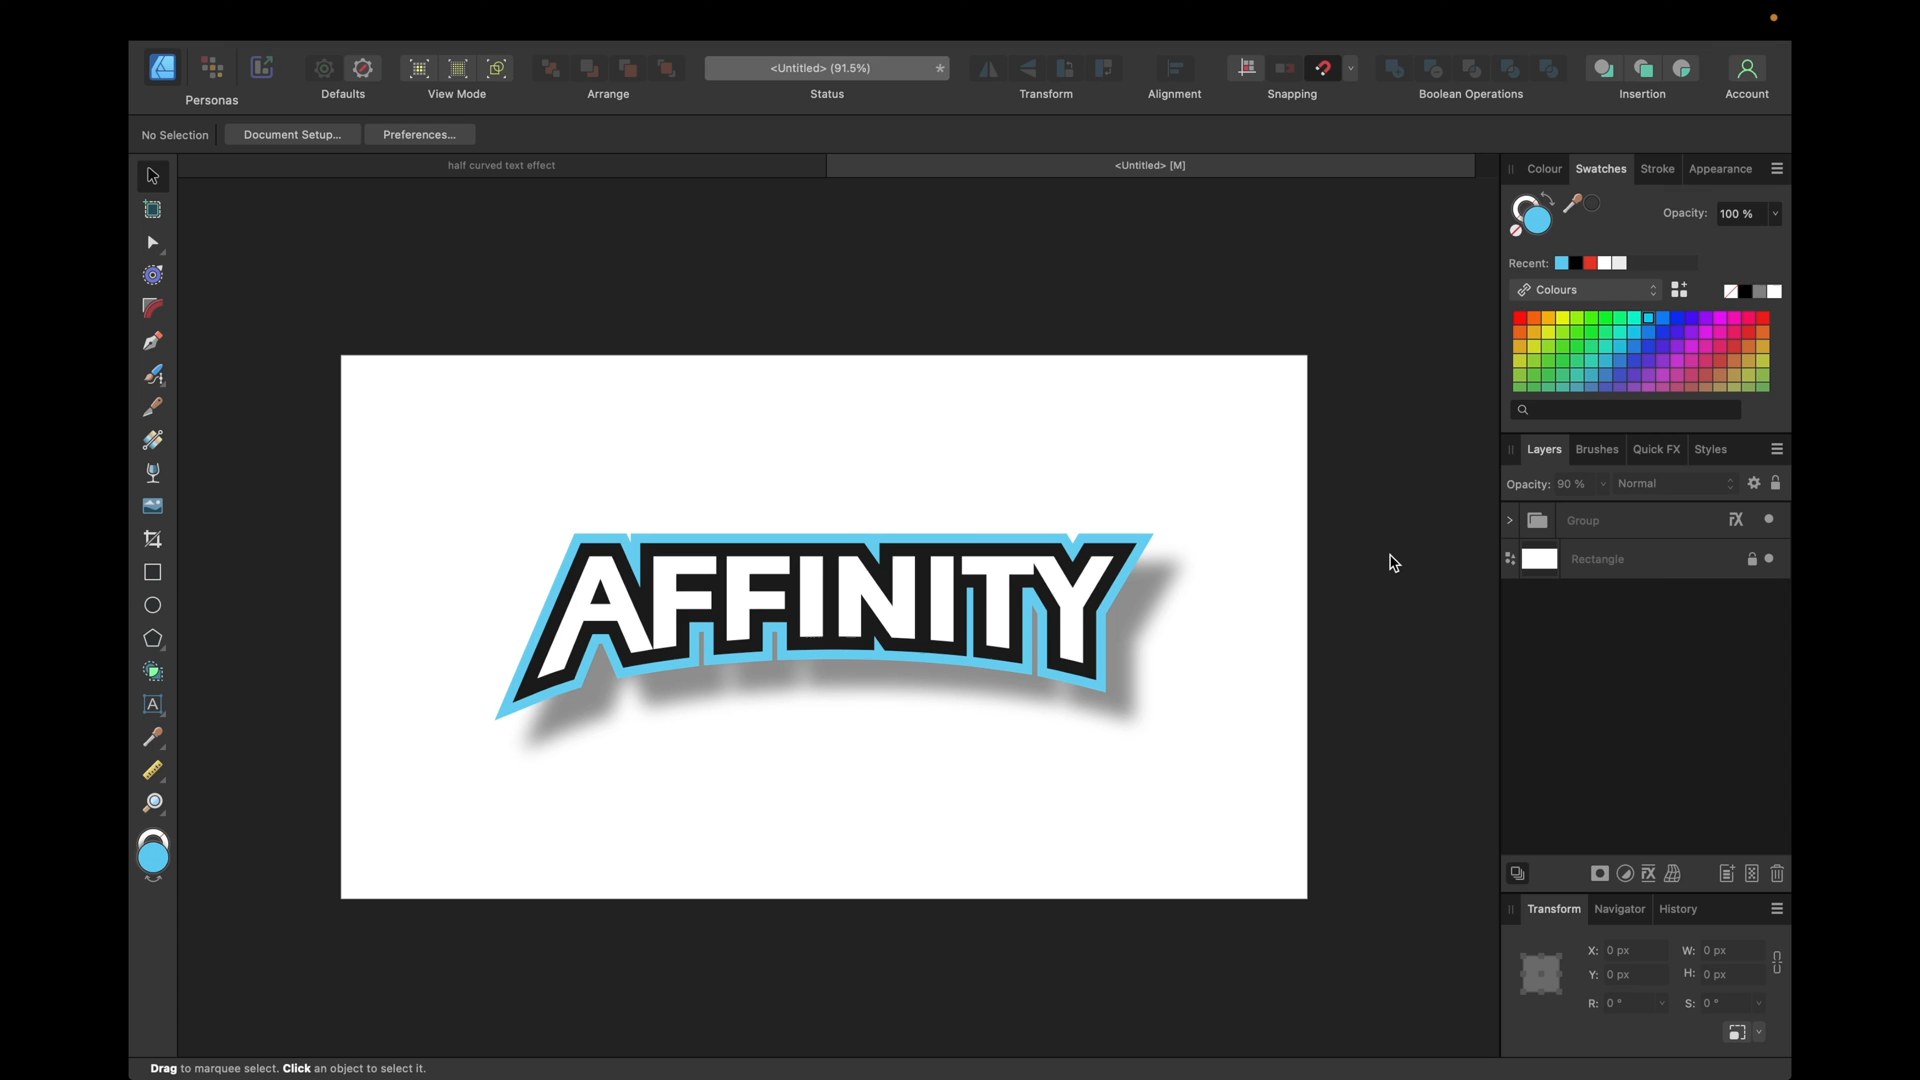 <Untitled> (91.5%)
*
Personas
Defaults
View Mode
Arrange
Status
Transform
Alignment
Snapping
Boolean Operations
Insertion
Account
No Selection
Document Setup...
Preferences...
half curved text effect
<Untitled> [M]
Colour
Swatches
Stroke
Appearance
Opacity:
100 %
Recent:
Colours
AFFINITY
Layers
Brushes
Quick FX
Styles
Opacity:
90 %
Normal
Group
Rectangle
Transform
Navigator
History
X: 0 px
W: 0 px
Y: 0 px
H: 0 px
R: 0 °
S: 0 °
Drag to marquee select. Click an object to select it.